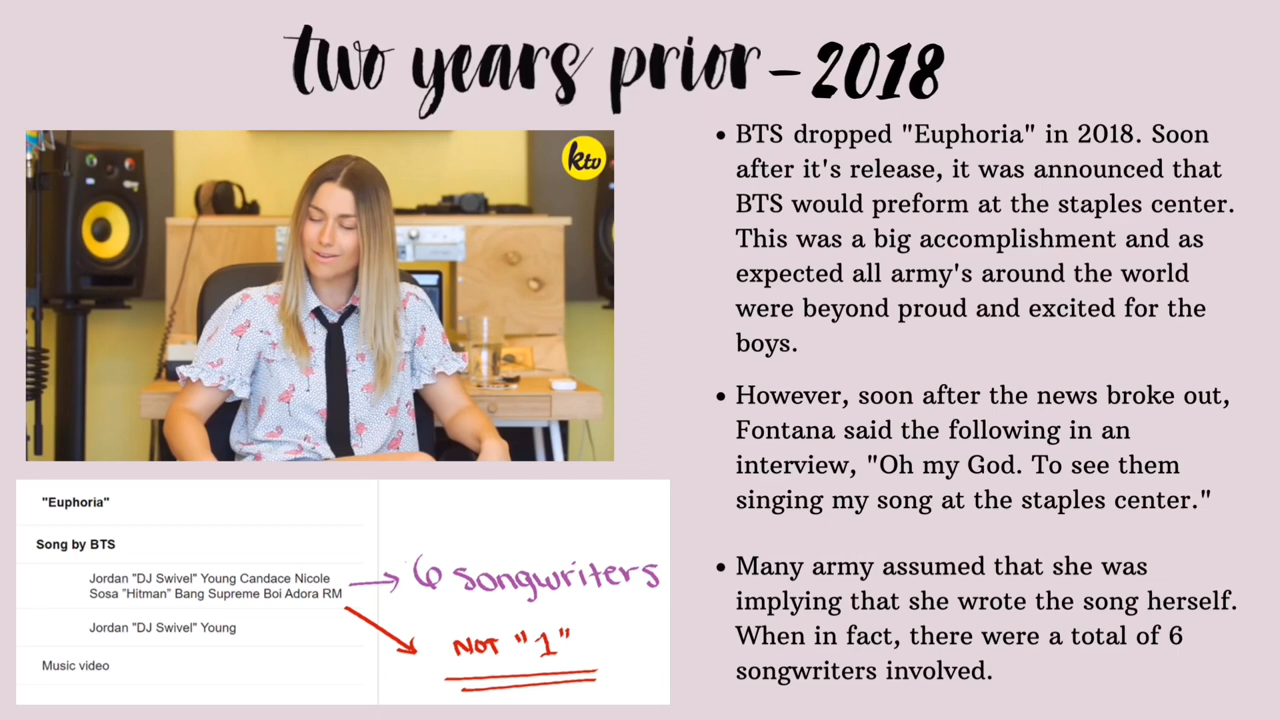 two years prior - 2018
ktv
• BTS dropped "Euphoria" in 2018. Soon
after it's release, it was announced that
BTS would preform at the staples center.
This was a big accomplishment and as
expected all army's around the world
were beyond proud and excited for the
boys.
• However, soon after the news broke out,
Fontana said the following in an
interview, "Oh my God. To see them
singing my song at the staples center."
• Many army assumed that she was
implying that she wrote the song herself.
When in fact, there were a total of 6
songwriters involved.
"Euphoria"
Song by BTS
Jordan "DJ Swivel" Young Candace Nicole
Sosa "Hitman" Bang Supreme Boi Adora RM
Jordan "DJ Swivel" Young
Music video
6 songwriters
NOT "1"